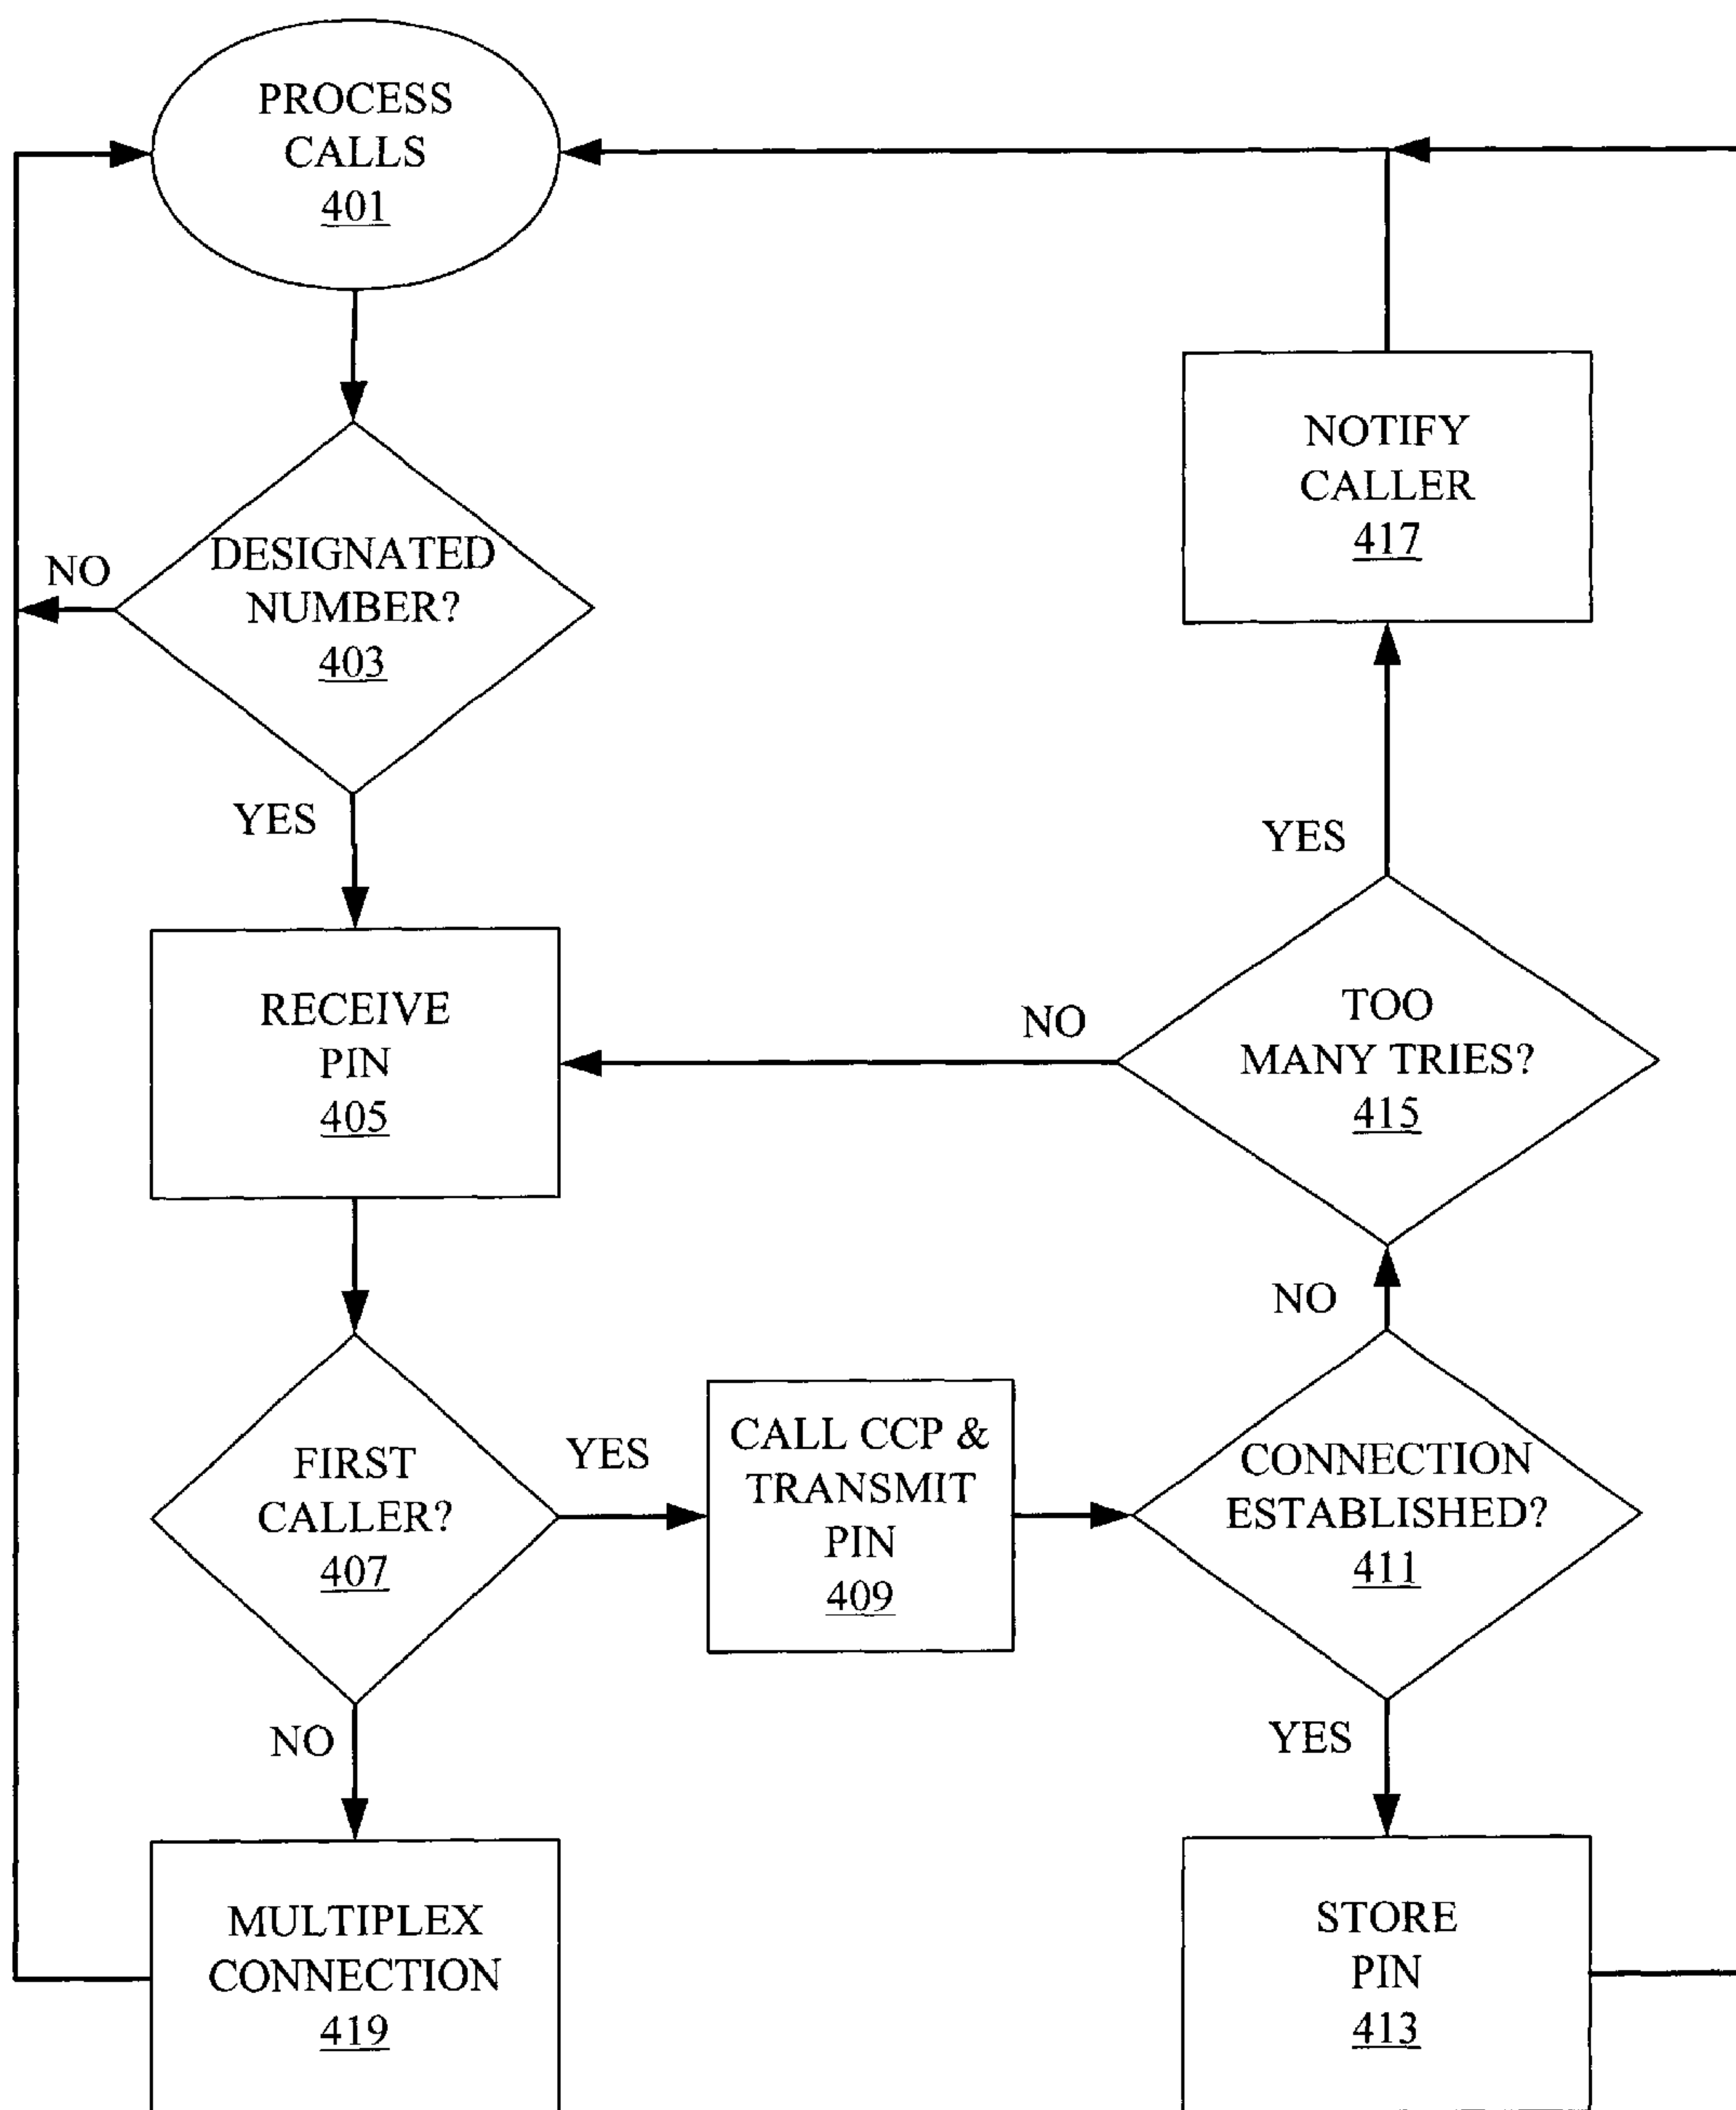 PROCESS
CALLS
401
DESIGNATED
NUMBER?
403
NO
YES
RECEIVE
PIN
405
FIRST
CALLER?
407
YES
NO
CALL CCP &
TRANSMIT
PIN
409
CONNECTION
ESTABLISHED?
411
NO
YES
TOO
MANY TRIES?
415
NO
YES
NOTIFY
CALLER
417
STORE
PIN
413
MULTIPLEX
CONNECTION
419